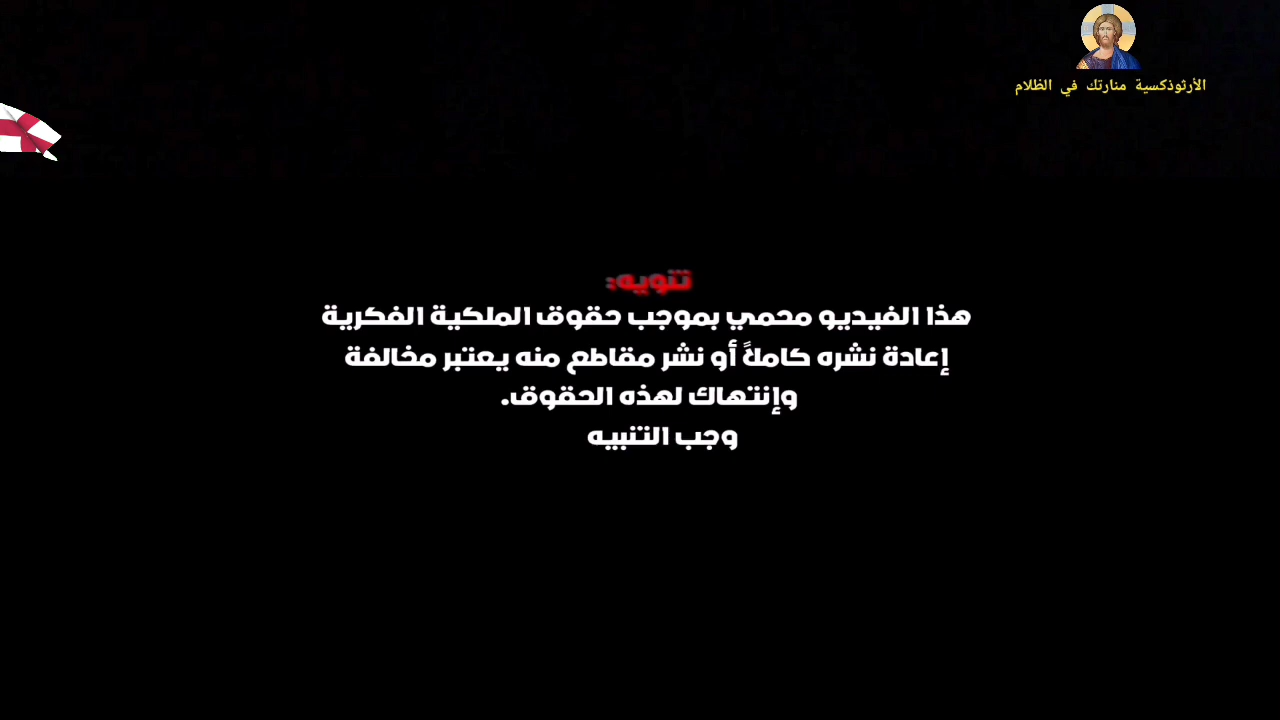 الأرثوذكسية منارتك في الظلام
تنويه:
هذا الفيديو محمي بموجب حقوق الملكية الفكرية
إعادة نشره كاملاً أو نشر مقاطع منه يعتبر مخالفة
وإنتهاك لهذه الحقوق.
وجب التنبيه